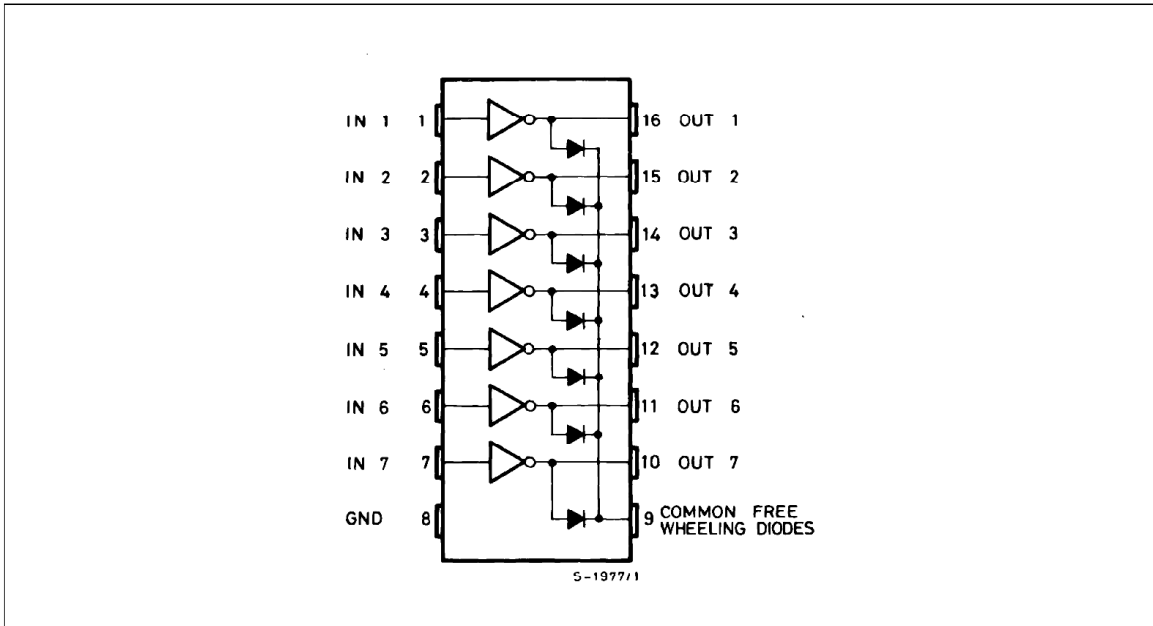 IN 1 1 16 OUT 1
IN 2 2 15 OUT 2
IN 3 3 14 OUT 3
IN 4 4 13 OUT 4
IN 5 5 12 OUT 5
IN 6 6 11 OUT 6
IN 7 7 10 OUT 7
GND 8 9 COMMON FREE
WHEELING DIODES
S-1977/1